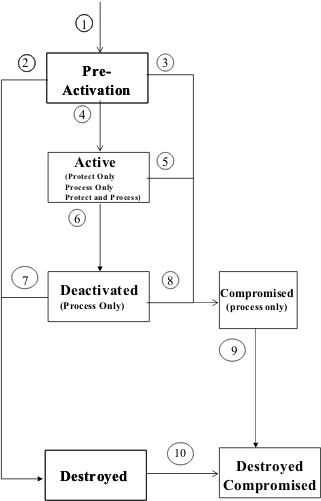 1
2
3
Pre-
Activation
4
Active
(Protect Only
Process Only
Protect and Process)
5
6
7
Deactivated
(Process Only)
8
Compromised
(process only)
9
10
Destroyed
Destroyed
Compromised